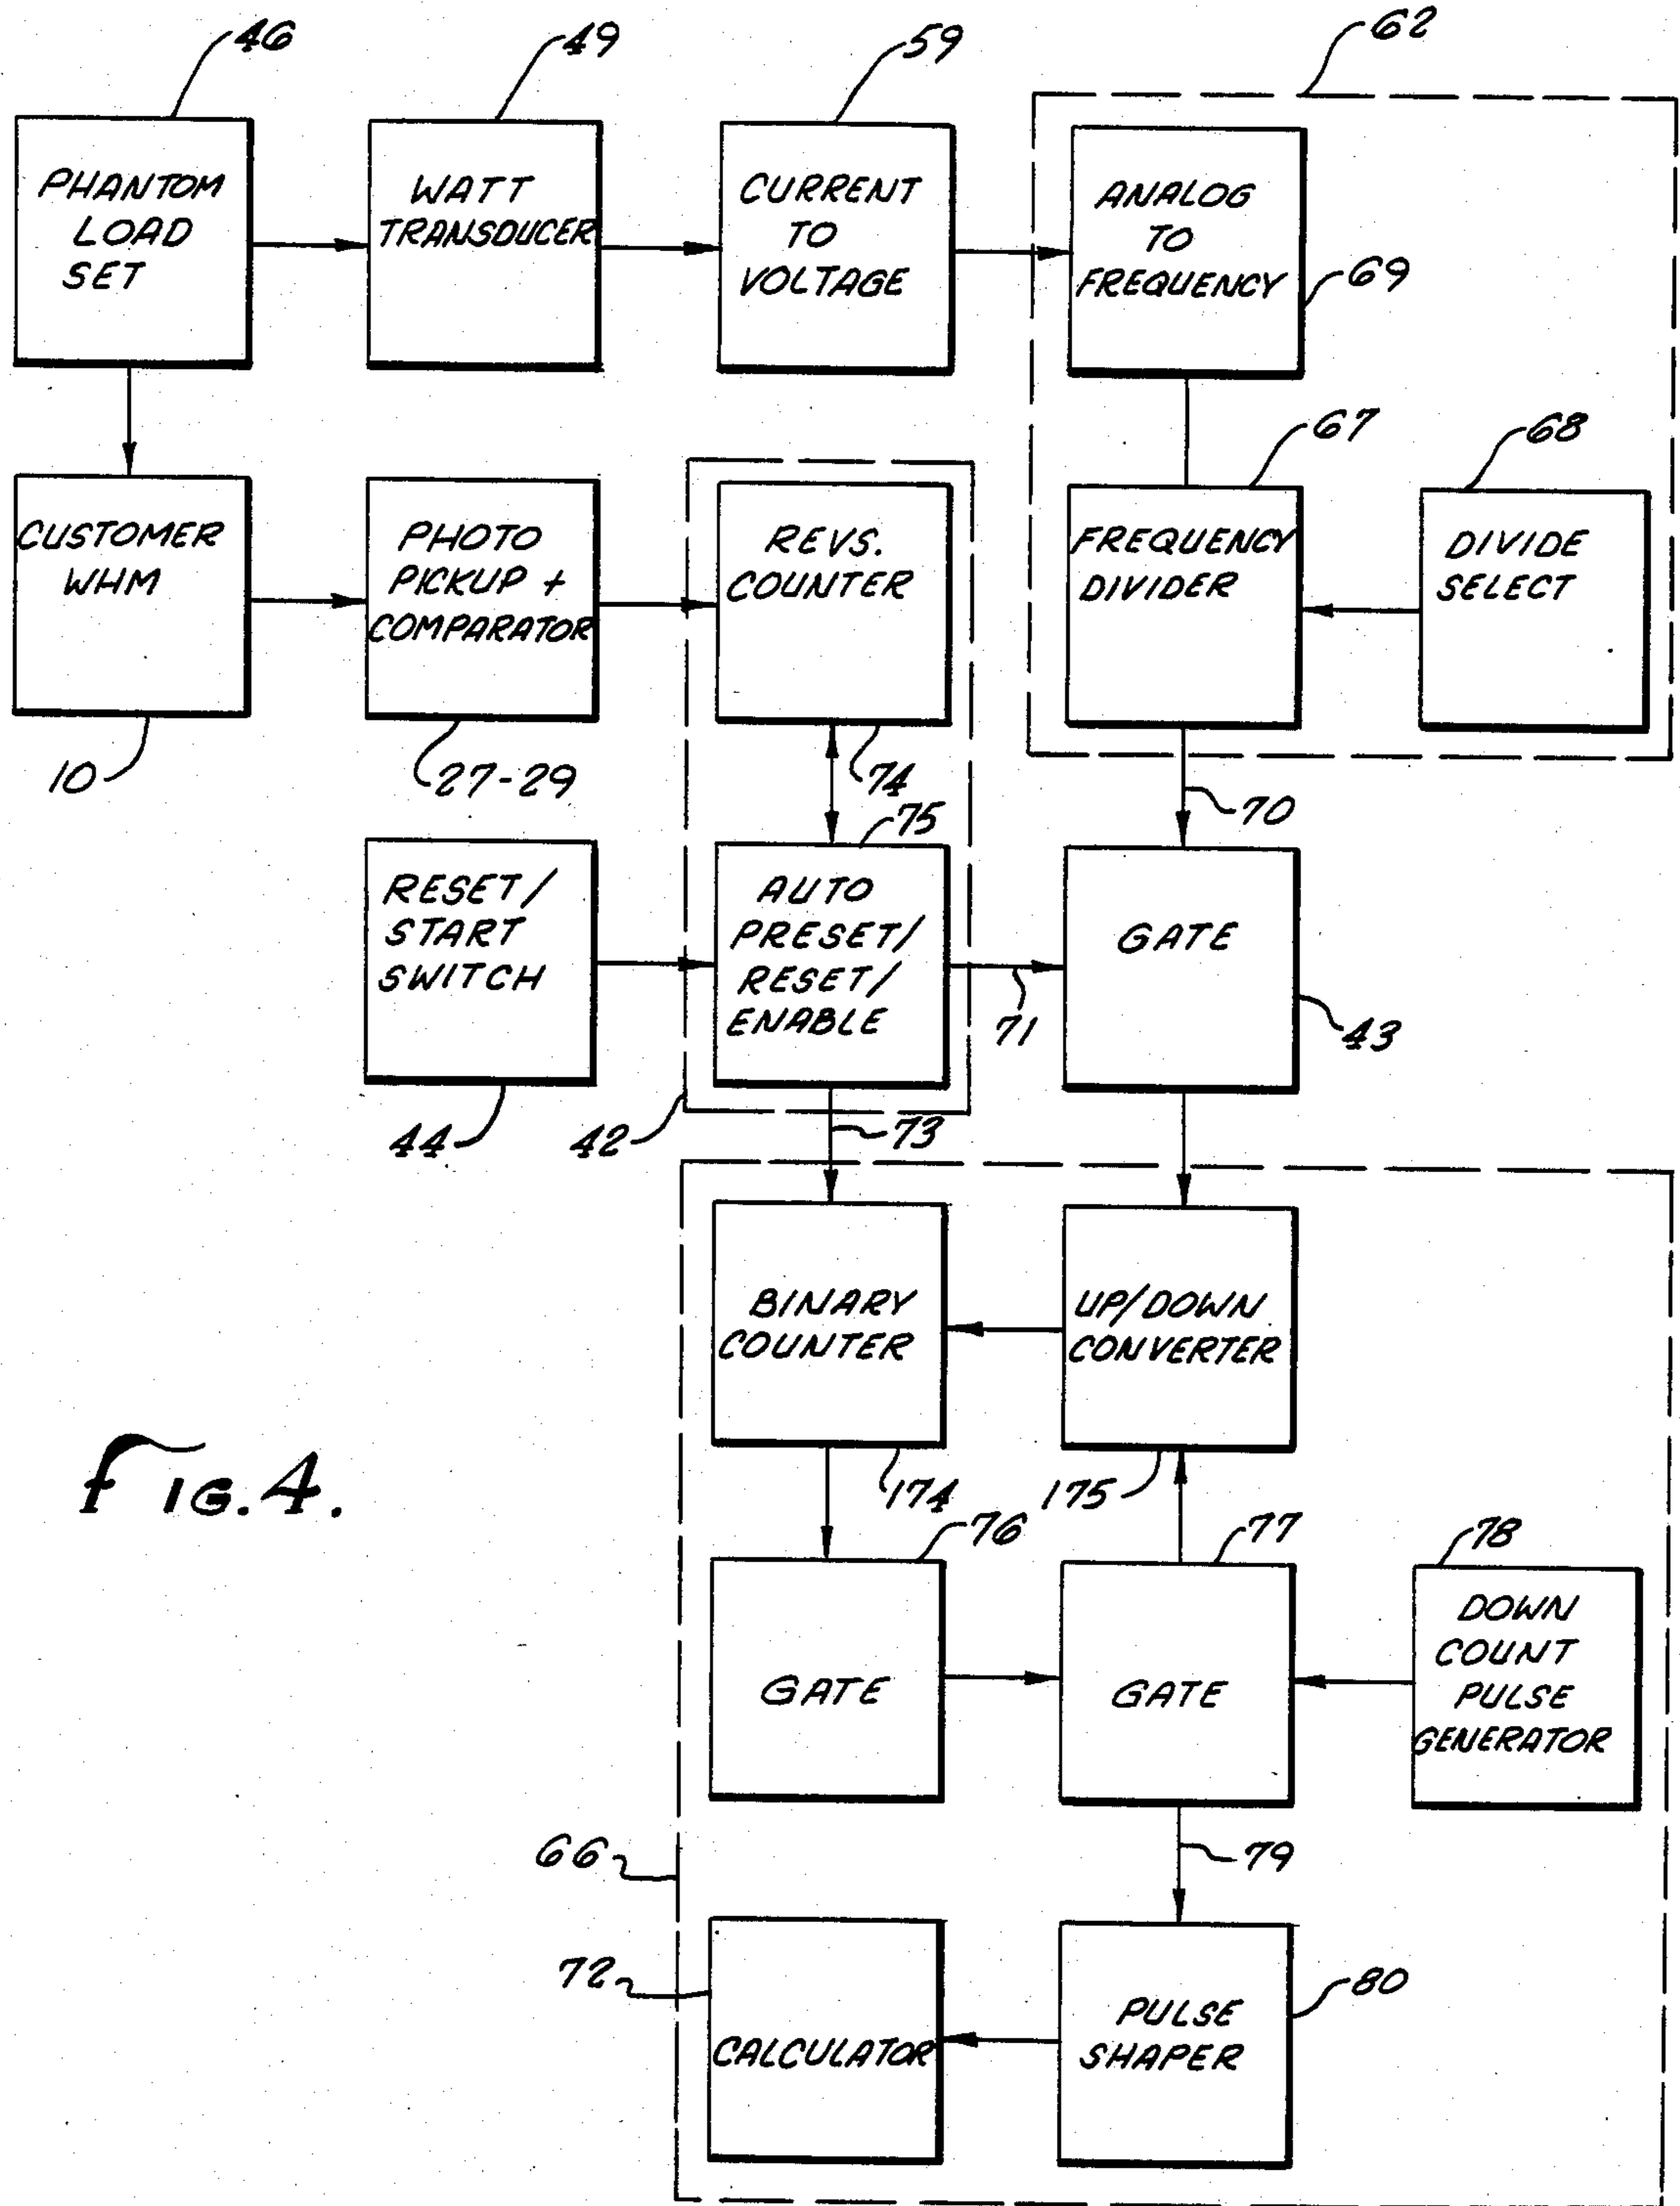 46
49
59
62
PHANTOM
LOAD
SET
WATT
TRANSDUCER
CURRENT
TO
VOLTAGE
ANALOG
TO
FREQUENCY
69
67
68
CUSTOMER
WHM
PHOTO
PICKUP +
COMPARATOR
REVS.
COUNTER
FREQUENCY
DIVIDER
DIVIDE
SELECT
10
27-29
74
70
75
RESET/
START
SWITCH
AUTO
PRESET/
RESET/
ENABLE
71
GATE
43
44
42
73
BINARY
COUNTER
UP/DOWN
CONVERTER
FIG.4.
174
175
76
77
78
GATE
GATE
DOWN
COUNT
PULSE
GENERATOR
66
79
72
CALCULATOR
PULSE
SHAPER
80